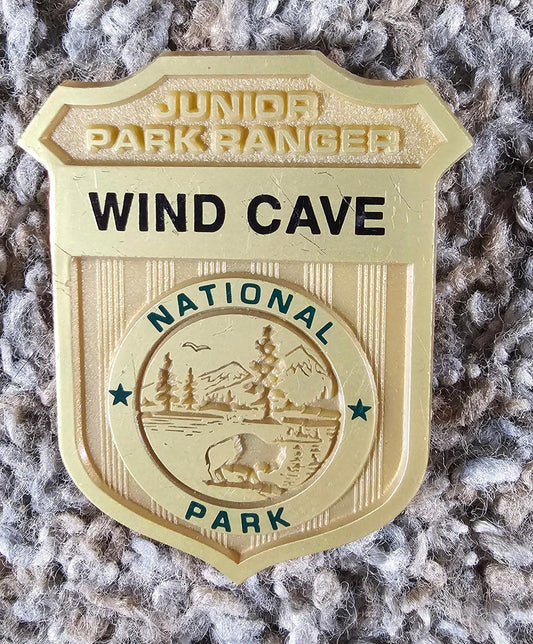 JUNIOR
PARK RANGER
WIND CAVE
NATIONAL
PARK